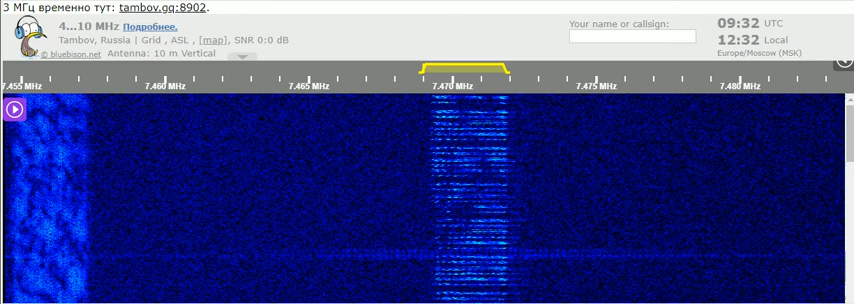 3 МГц временно тут: tambov.gq:8902.
4...10 MHz Подробнее.
Tambov, Russia | Grid , ASL , [map], SNR 0:0 dB
© bluebison.net Antenna: 10 m Vertical
Your name or callsign:
09:32 UTC
12:32 Local
Europe/Moscow (MSK)
7.455 MHz 7.460 MHz 7.465 MHz 7.470 MHz 7.475 MHz 7.480 MHz